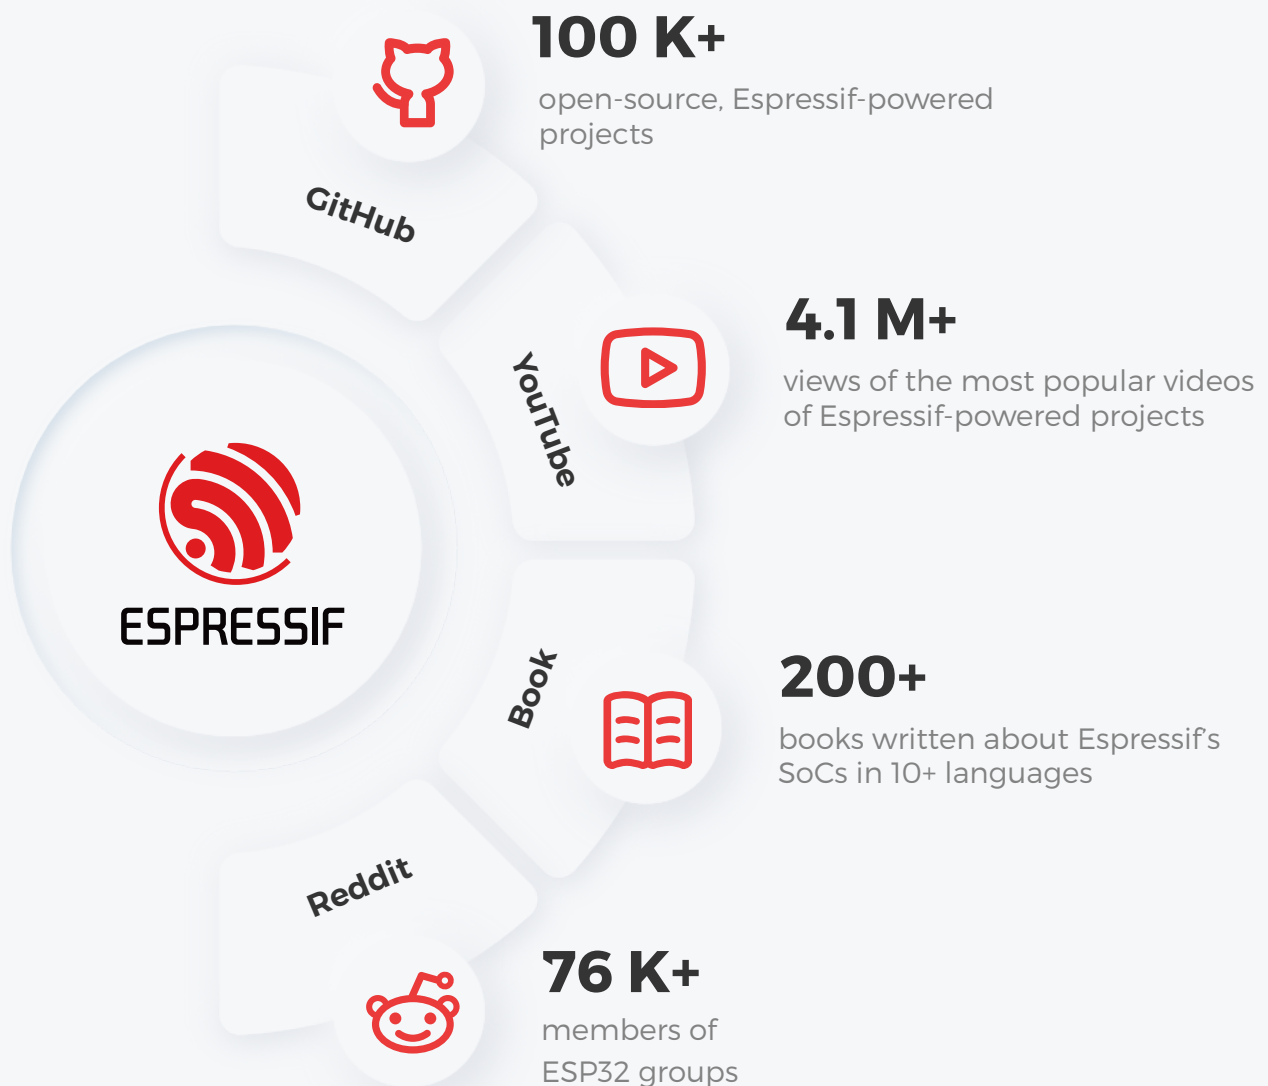 100 K+
open-source, Espressif-powered
projects
GitHub
4.1 M+
views of the most popular videos
of Espressif-powered projects
YouTube
ESPRESSIF
Book
200+
books written about Espressif's
SoCs in 10+ languages
Reddit
76 K+
members of
ESP32 groups